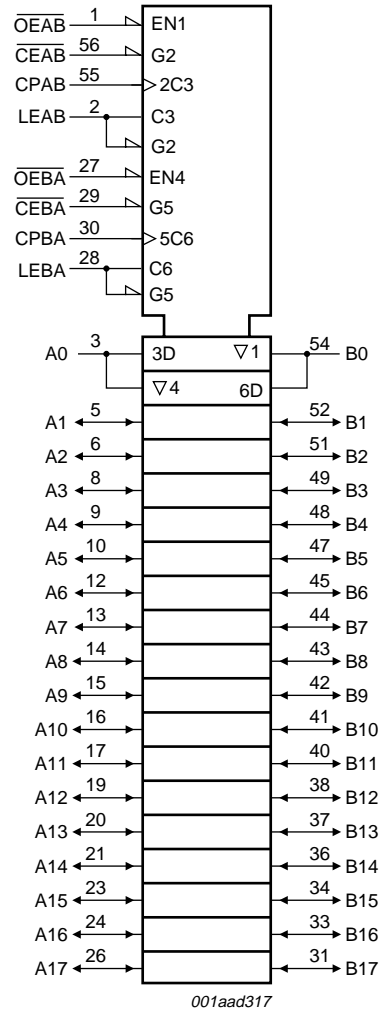 OEAB 1 EN1
CEAB 56 G2
CPAB 55 2C3
LEAB 2 C3
G2
OEBA 27 EN4
CEBA 29 G5
CPBA 30 5C6
LEBA 28 C6
G5
A0 3 3D ▽1 54 B0
▽4 6D
A1 5 52 B1
A2 6 51 B2
A3 8 49 B3
A4 9 48 B4
A5 10 47 B5
A6 12 45 B6
A7 13 44 B7
A8 14 43 B8
A9 15 42 B9
A10 16 41 B10
A11 17 40 B11
A12 19 38 B12
A13 20 37 B13
A14 21 36 B14
A15 23 34 B15
A16 24 33 B16
A17 26 31 B17
001aad317